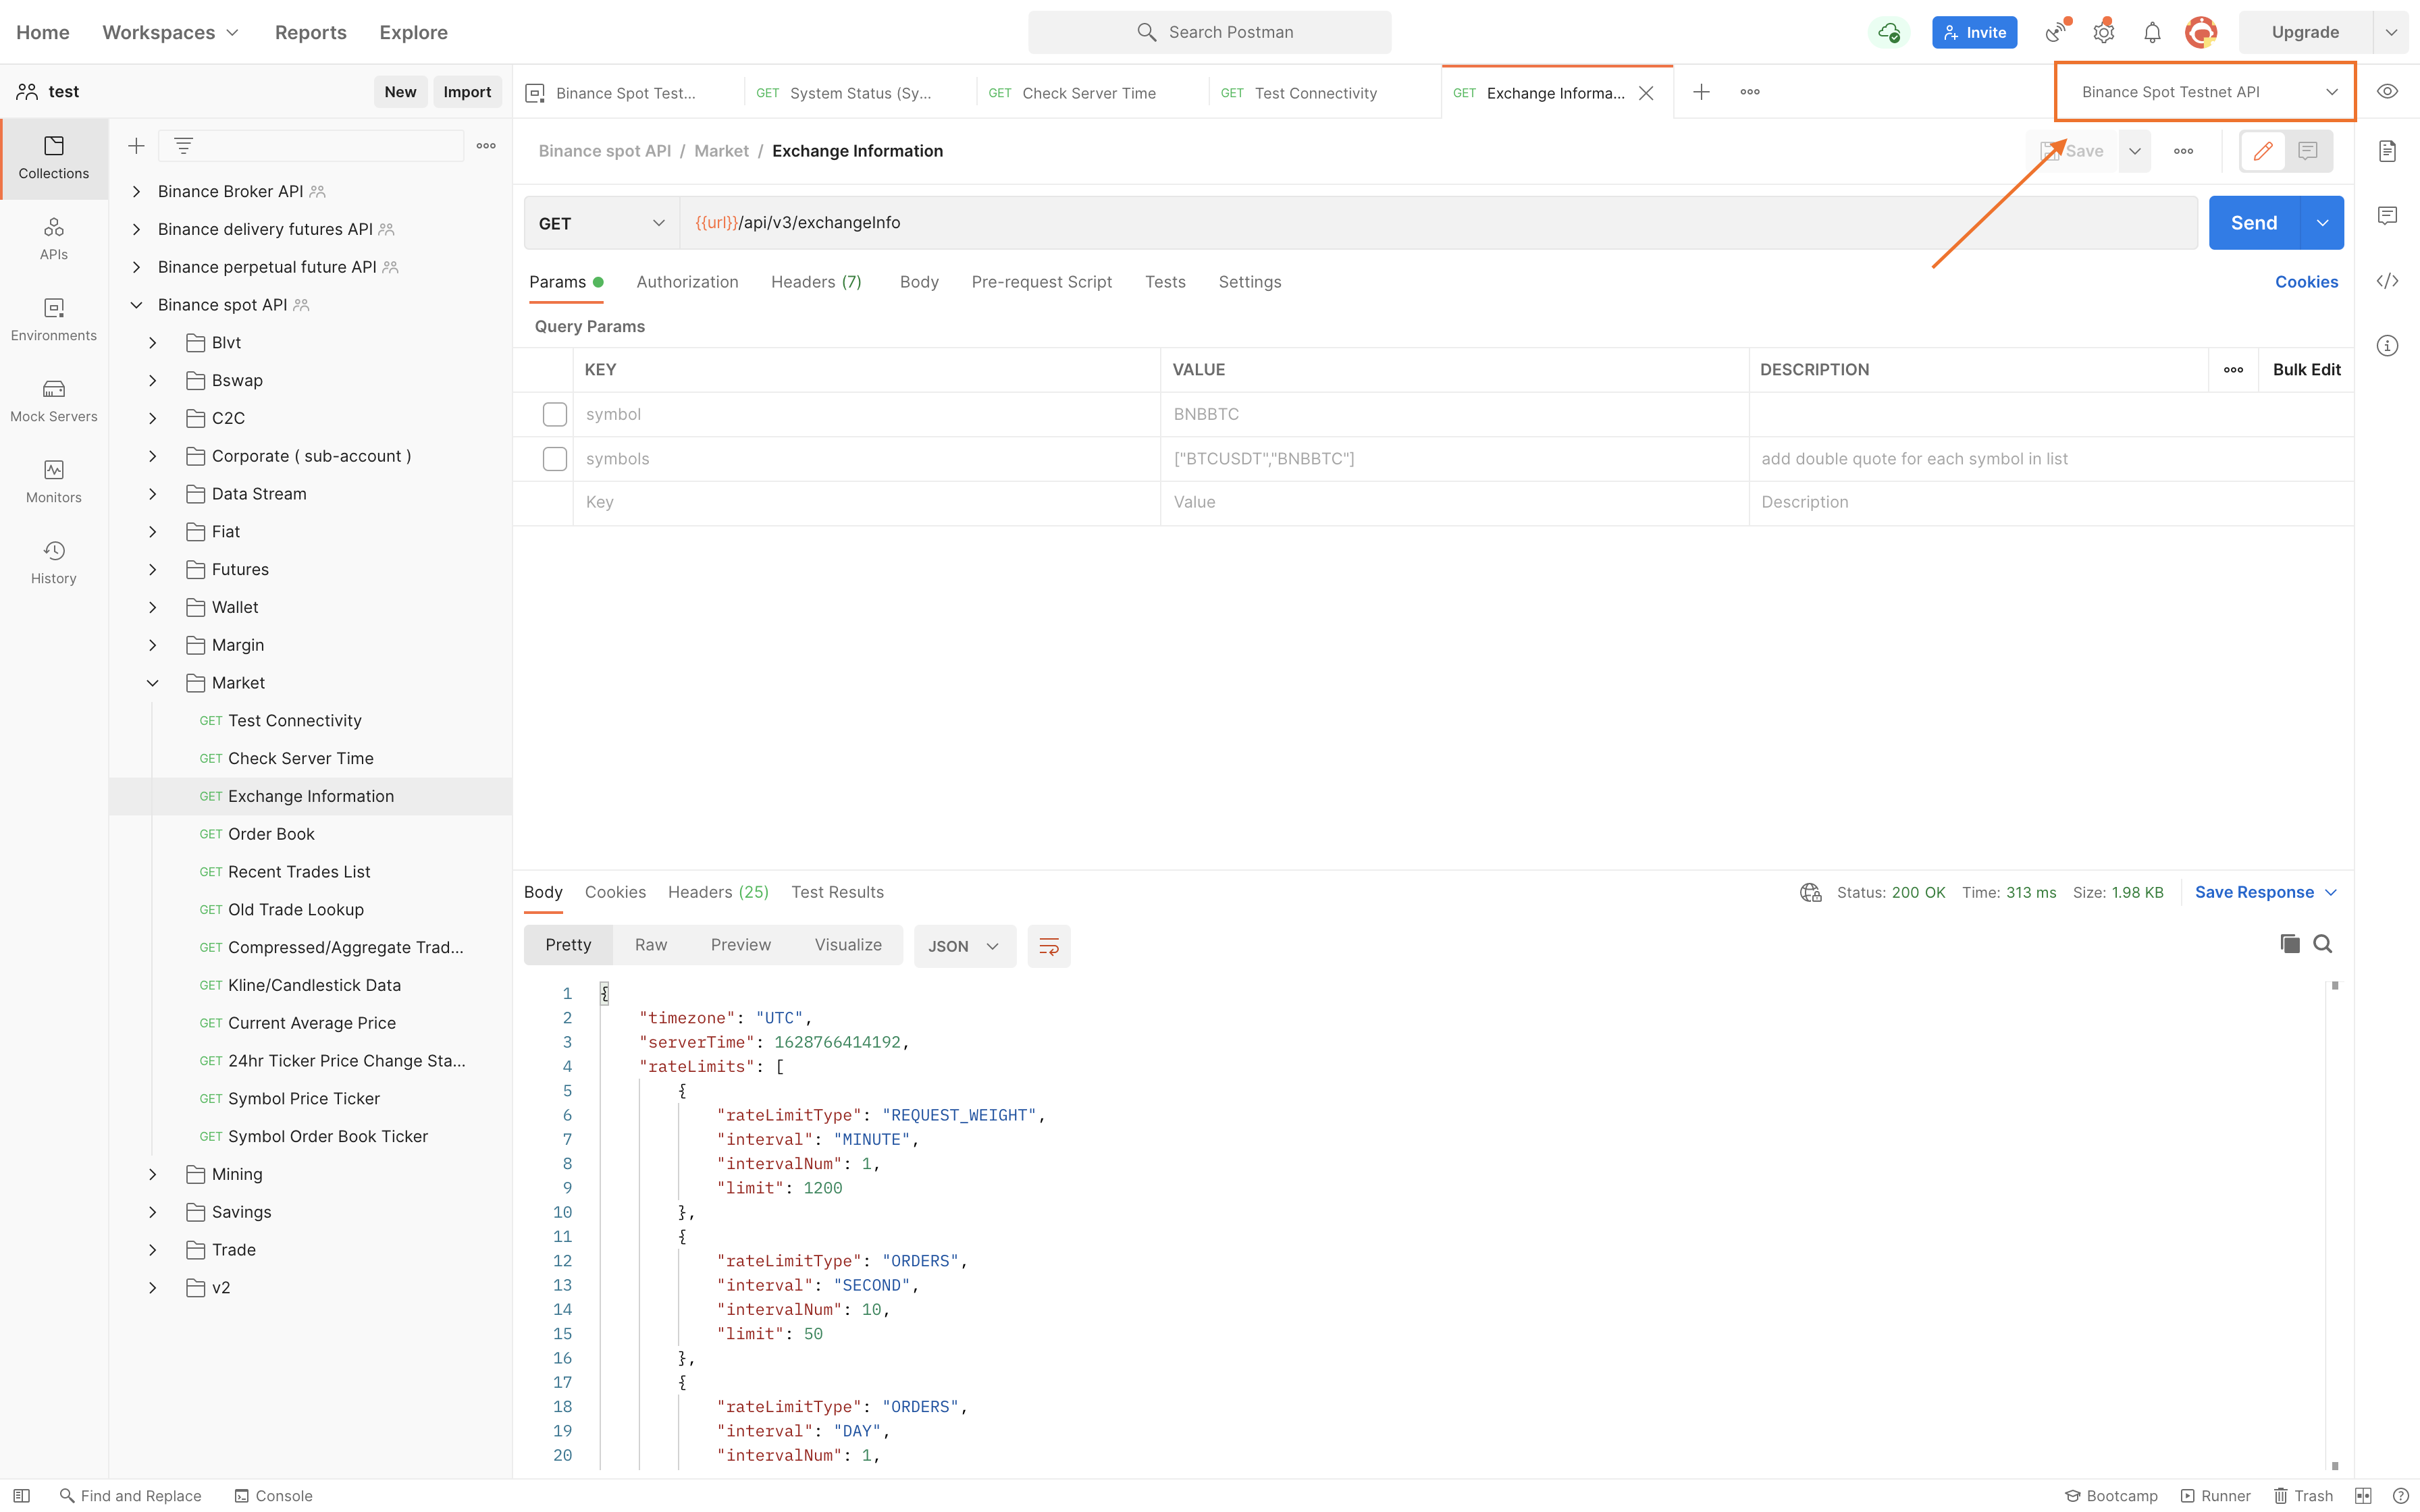 Home Workspaces Reports Explore Search Postman Invite Upgrade
test New Import Binance Spot Test... GET System Status (Sy... GET Check Server Time GET Test Connectivity GET Exchange Informa... Binance Spot Testnet API
Binance spot API / Market / Exchange Information Save
Collections
APIs
Environments
Mock Servers
Monitors
History
Binance Broker API
Binance delivery futures API
Binance perpetual future API
Binance spot API
Blvt
Bswap
C2C
Corporate ( sub-account )
Data Stream
Fiat
Futures
Wallet
Margin
Market
GET Test Connectivity
GET Check Server Time
GET Exchange Information
GET Order Book
GET Recent Trades List
GET Old Trade Lookup
GET Compressed/Aggregate Trad...
GET Kline/Candlestick Data
GET Current Average Price
GET 24hr Ticker Price Change Sta...
GET Symbol Price Ticker
GET Symbol Order Book Ticker
Mining
Savings
Trade
v2
GET {{url}}/api/v3/exchangeInfo Send
Params Authorization Headers (7) Body Pre-request Script Tests Settings Cookies
Query Params
KEY VALUE DESCRIPTION Bulk Edit
symbol BNBBTC
symbols ["BTCUSDT","BNBBTC"] add double quote for each symbol in list
Key Value Description
Body Cookies Headers (25) Test Results Status: 200 OK Time: 313 ms Size: 1.98 KB Save Response
Pretty Raw Preview Visualize JSON
1 {
2 "timezone": "UTC",
3 "serverTime": 1628766414192,
4 "rateLimits": [
5 {
6 "rateLimitType": "REQUEST_WEIGHT",
7 "interval": "MINUTE",
8 "intervalNum": 1,
9 "limit": 1200
10 },
11 {
12 "rateLimitType": "ORDERS",
13 "interval": "SECOND",
14 "intervalNum": 10,
15 "limit": 50
16 },
17 {
18 "rateLimitType": "ORDERS",
19 "interval": "DAY",
20 "intervalNum": 1,
Find and Replace Console Bootcamp Runner Trash